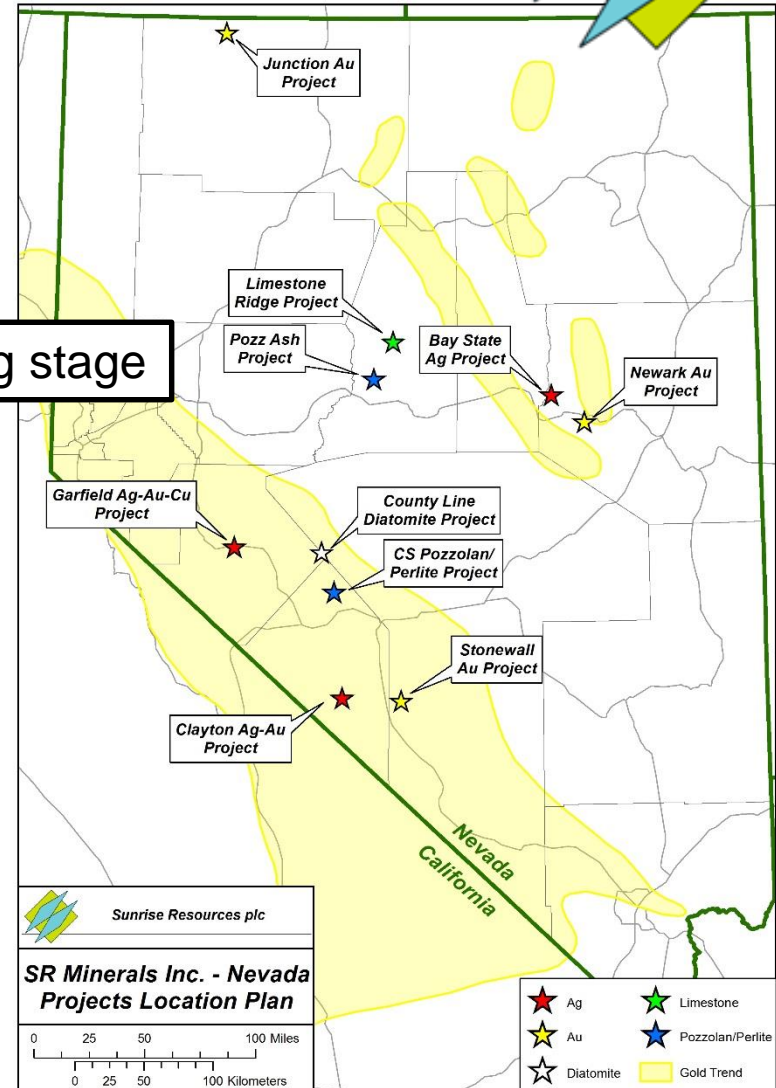 Junction Au
Project
Limestone
Ridge Project
Pozz Ash
Project
Bay State
Ag Project
Newark Au
Project
g stage
Garfield Ag-Au-Cu
Project
County Line
Diatomite Project
CS Pozzolan/
Perlite Project
Stonewall
Au Project
Clayton Ag-Au
Project
Nevada
California
Sunrise Resources plc
SR Minerals Inc. - Nevada
Projects Location Plan
0 25 50 100 Miles
0 25 50 100 Kilometers
Ag
Limestone
Au
Pozzolan/Perlite
Diatomite
Gold Trend